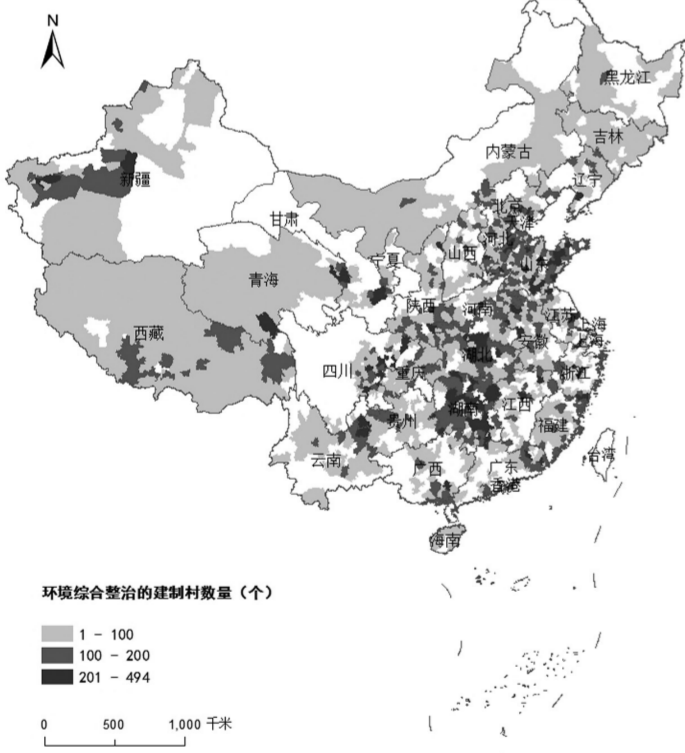 N
黑龙江
吉林
内蒙古
辽宁
新疆
北京
天津
甘肃
河北
山西
山东
宁夏
青海
陕西
河南
江苏
上海
上海
西藏
安徽
湖北
四川
重庆
浙江
湖南
江西
贵州
福建
云南
台湾
广西
广东
香港
海南
环境综合整治的建制村数量（个）
1 - 100
100 - 200
201 - 494
0 500 1,000 千米